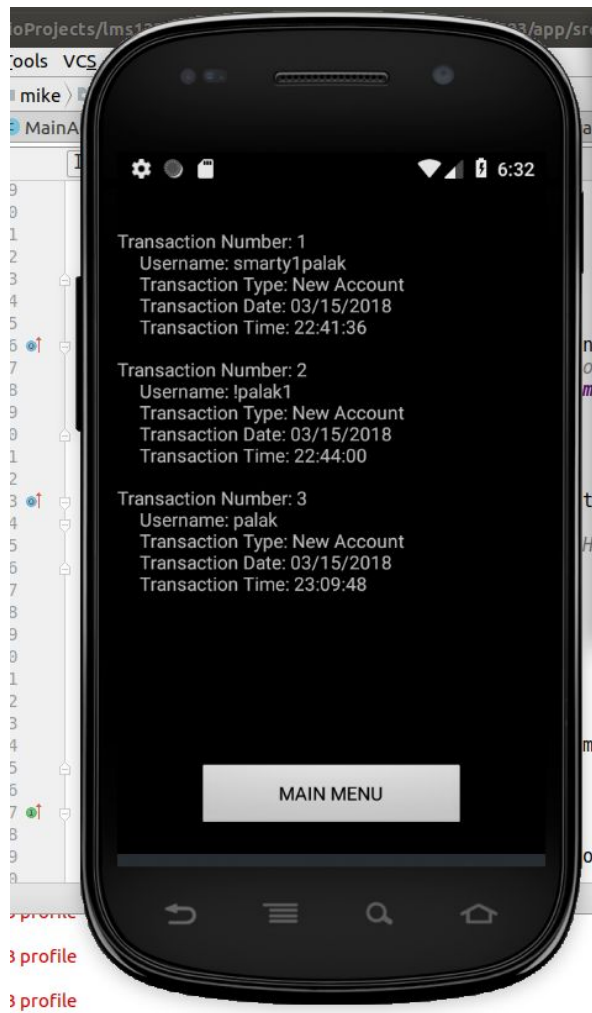 ioProjects/lms
3/app/sr
Tools VCS
mike
MainA
6:32
Transaction Number: 1
Username: smarty1palak
Transaction Type: New Account
Transaction Date: 03/15/2018
Transaction Time: 22:41:36
Transaction Number: 2
Username: !palak1
Transaction Type: New Account
Transaction Date: 03/15/2018
Transaction Time: 22:44:00
Transaction Number: 3
Username: palak
Transaction Type: New Account
Transaction Date: 03/15/2018
Transaction Time: 23:09:48
MAIN MENU
profile
3 profile
3 profile